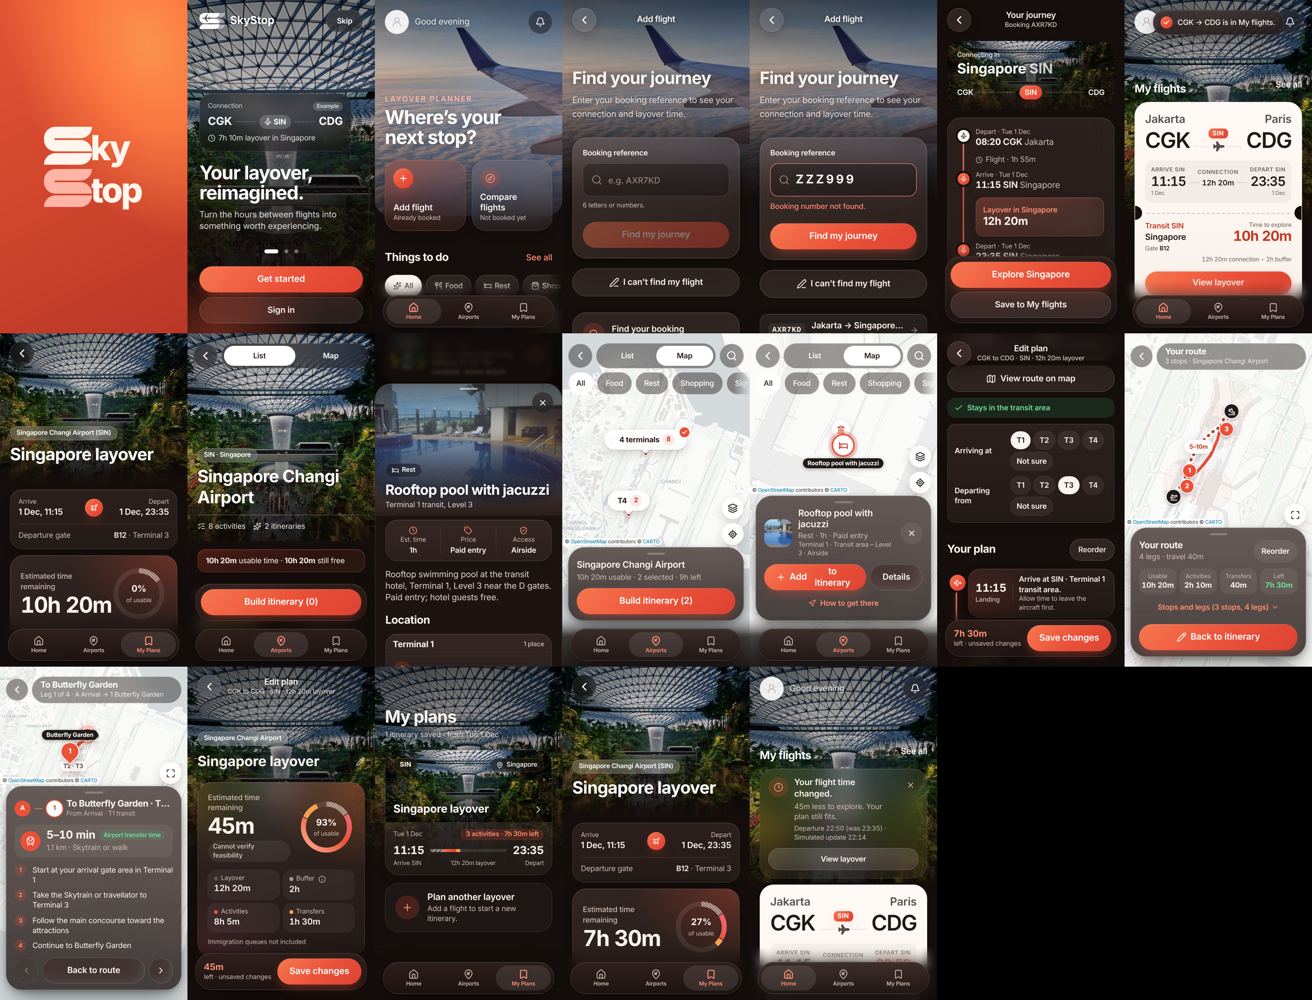 Sky
Stop
SkyStop
Skip
Connection
Example
CGK
SIN
CDG
7h 10m layover in Singapore
Your layover,
reimagined.
Turn the hours between flights into
something worth experiencing.
Get started
Sign in
Good evening
LAYOVER PLANNER
Where's your
next stop?
Add flight
Already booked
Compare
flights
Not booked yet
Things to do
See all
All
Food
Rest
Shop
Home
Airports
My Plans
Add flight
Find your journey
Enter your booking reference to see your
connection and layover time.
Booking reference
e.g. AXR7KD
6 letters or numbers.
Find my journey
I can't find my flight
Find your booking
Add flight
Find your journey
Enter your booking reference to see your
connection and layover time.
Booking reference
ZZZ999
Booking number not found.
Find my journey
I can't find my flight
AXR7KD
Jakarta → Singapore...
Your journey
Booking AXR7KD
Connecting in
Singapore SIN
CGK
SIN
CDG
Depart · Tue 1 Dec
08:20 CGK Jakarta
Flight · 1h 55m
Arrive · Tue 1 Dec
11:15 SIN Singapore
Layover in Singapore
12h 20m
Depart · Tue 1 Dec
23:35 SIN Singapore
Explore Singapore
Save to My flights
CGK → CDG is in My flights.
My flights
See all
Jakarta
Paris
CGK
SIN
CDG
ARRIVE SIN
CONNECTION
DEPART SIN
11:15
12h 20m
23:35
1 Dec
1 Dec
Transit SIN
Time to explore
Singapore
10h 20m
Gate B12
12h 20m connection − 2h buffer
View layover
Home
Airports
My Plans
Singapore Changi Airport (SIN)
Singapore layover
Arrive
Depart
1 Dec, 11:15
1 Dec, 23:35
Departure gate
B12 · Terminal 3
Estimated time
remaining
10h 20m
0%
of usable
Home
Airports
My Plans
List
Map
SIN · Singapore
Singapore Changi
Airport
8 activities
2 itineraries
10h 20m usable time · 10h 20m still free
Build itinerary (0)
Home
Airports
My Plans
Rest
Rooftop pool with jacuzzi
Terminal 1 transit, Level 3
Est. time
1h
Price
Paid entry
Access
Airside
Rooftop swimming pool at the transit
hotel, Terminal 1, Level 3 near the D gates.
Paid entry; hotel guests free.
Location
Terminal 1
1 place
List
Map
All
Food
Rest
Shopping
4 terminals
8
T4
2
CHANGI
© OpenStreetMap contributors © CARTO
Singapore Changi Airport
10h 20m usable · 2 selected · 9h left
Build itinerary (2)
Home
Airports
My Plans
List
Map
All
Food
Rest
Shopping
Rooftop pool with jacuzzi
© OpenStreetMap contributors © CARTO
Rooftop pool with
jacuzzi
Rest · 1h · Paid entry
Terminal 1 · Transit area – Level
3 · Airside
Add to
itinerary
Details
How to get there
Home
Airports
My Plans
Edit plan
CGK to CDG · SIN · 12h 20m layover
View route on map
Stays in the transit area
Arriving at
T1
T2
T3
T4
Not sure
Departing
from
T1
T2
T3
T4
Not sure
Your plan
Reorder
11:15
Landing
Arrive at SIN · Terminal 1
transit area.
Allow time to leave the
aircraft first.
7h 30m
left · unsaved changes
Save changes
Your route
3 stops · Singapore Changi Airport
3
5–10m
1
2
© OpenStreetMap contributors © CARTO
Your route
4 legs · travel 40m
Reorder
Usable
10h 20m
Activities
2h 10m
Transfers
40m
Left
7h 30m
Stops and legs (3 stops, 4 legs)
Back to itinerary
To Butterfly Garden
Leg 1 of 4 · A Arrival → 1 Butterfly Garden
Butterfly Garden
1
T2 · T3
© OpenStreetMap contributors © CARTO
A
1
To Butterfly Garden · T...
From Arrival · T1 transit
5–10 min
Airport transfer time
1.1 km · Skytrain or walk
1
Start at your arrival gate area in Terminal
1
2
Take the Skytrain or travellator to
Terminal 3
3
Follow the main concourse toward the
attractions
4
Continue to Butterfly Garden
Back to route
Edit plan
CGK to CDG · SIN · 12h 20m layover
Singapore Changi Airport
Singapore layover
Estimated time
remaining
45m
Cannot verify
feasibility
93%
of usable
Layover
12h 20m
Buffer
2h
Activities
8h 5m
Transfers
1h 30m
Immigration queues not included
45m
left · unsaved changes
Save changes
My plans
1 itinerary saved · from Tue 1 Dec
SIN
Singapore
Singapore layover
Tue 1 Dec
3 activities · 7h 30m left
11:15
23:35
Arrive SIN
12h 20m layover
Depart
Plan another layover
Add a flight to start a new
itinerary.
Home
Airports
My Plans
Singapore Changi Airport (SIN)
Singapore layover
Arrive
Depart
1 Dec, 11:15
1 Dec, 23:35
Departure gate
B12 · Terminal 3
Estimated time
remaining
7h 30m
27%
of usable
Home
Airports
My Plans
Good evening
My flights
See all
Your flight time
changed.
45m less to explore. Your
plan still fits.
Departure 22:50 (was 23:35) ·
Simulated update 22:14
View layover
Jakarta
Paris
CGK
SIN
CDG
ARRIVE SIN
CONNECTION
DEPART SIN
Home
Airports
My Plans